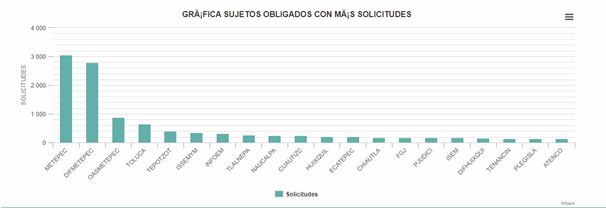 GRÃ¡FICA SUJETOS OBLIGADOS CON MÃ¡S SOLICITUDES
4 000
3 000
2 000
1 000
0
SOLICITUDES
METEPEC
DIFMETEPEC
OASMETEPEC
TOLUCA
TEPOTZOT
ISSEMYM
INFOEM
TLALNEPA
NAUCALPA
CUAUTIZC
HUIXQUIL
ECATEPEC
CHIAUTLA
FGJ
PJUDICI
ISEM
DIFHUIXQUI
TENANCIN
PLEGISLA
ATENCO
Solicitudes
Infoem